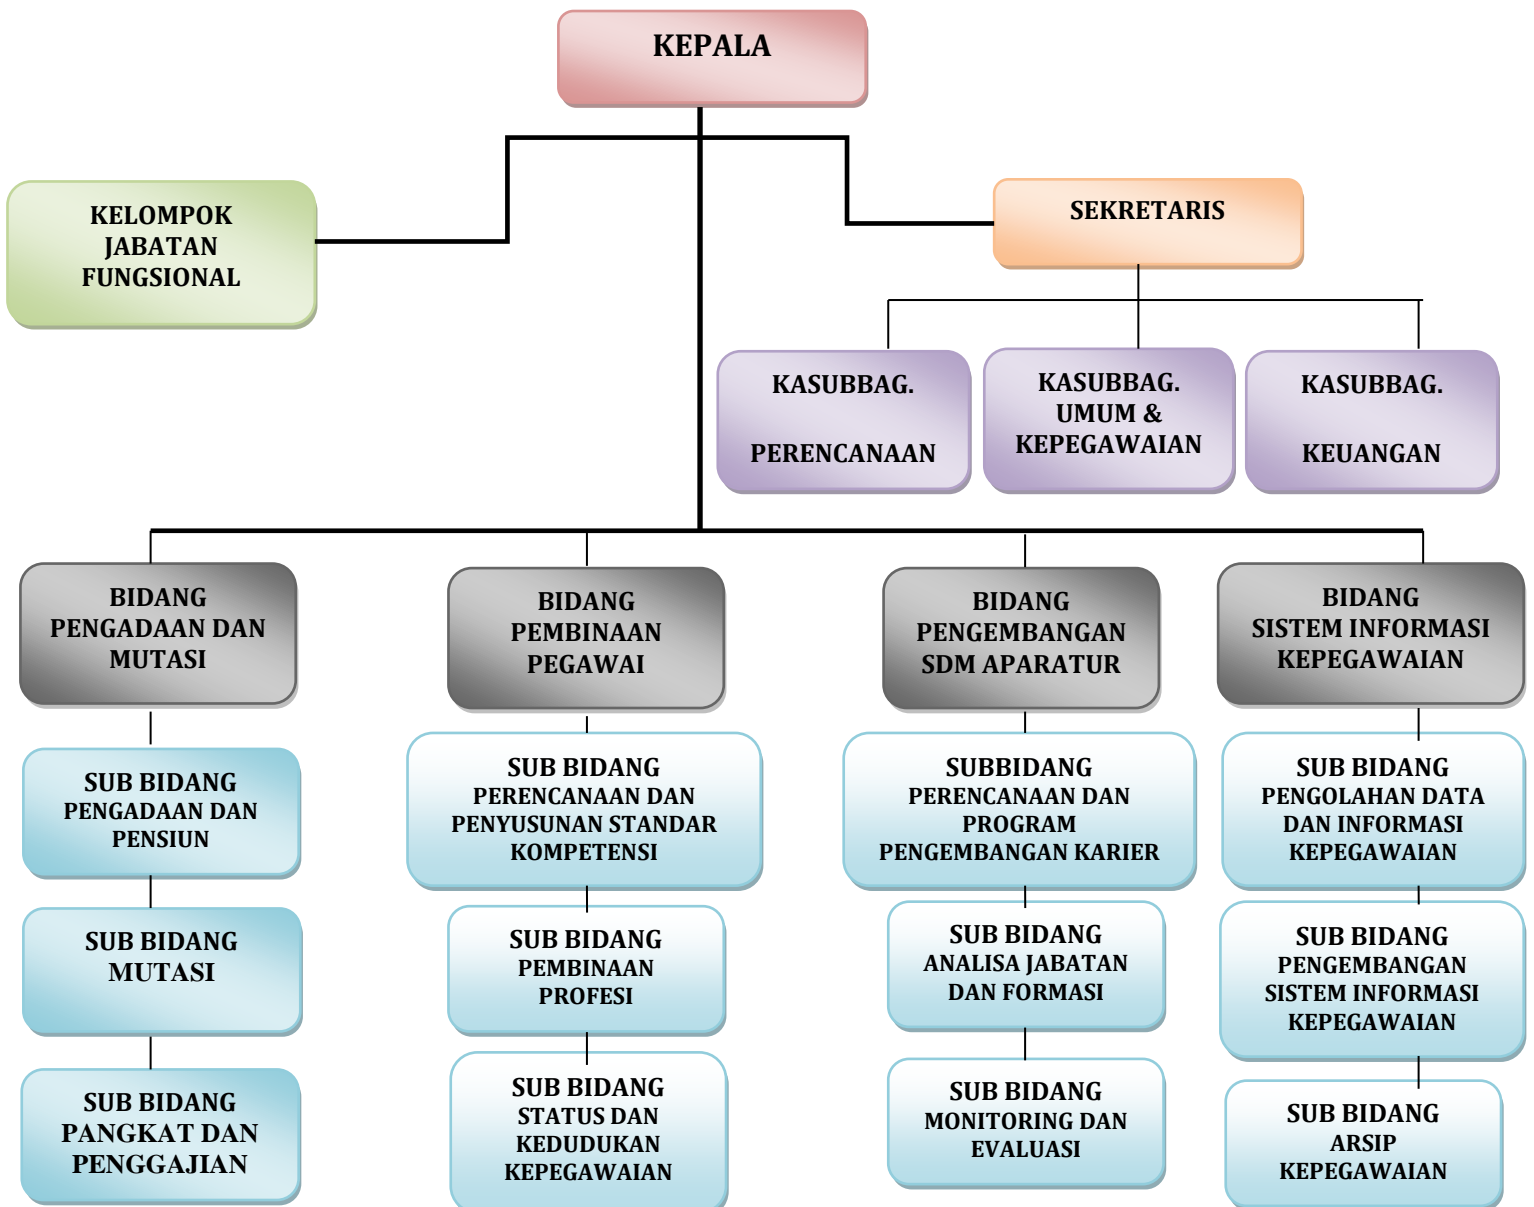 KEPALA
KELOMPOK
JABATAN
FUNGSIONAL
SEKRETARIS
KASUBBAG.
PERENCANAAN
KASUBBAG.
UMUM &
KEPEGAWAIAN
KASUBBAG.
KEUANGAN
BIDANG
PENGADAAN DAN
MUTASI
BIDANG
PEMBINAAN
PEGAWAI
BIDANG
PENGEMBANGAN
SDM APARATUR
BIDANG
SISTEM INFORMASI
KEPEGAWAIAN
SUB BIDANG
PENGADAAN DAN
PENSIUN
SUB BIDANG
PERENCANAAN DAN
PENYUSUNAN STANDAR
KOMPETENSI
SUBBIDANG
PERENCANAAN DAN
PROGRAM
PENGEMBANGAN KARIER
SUB BIDANG
PENGOLAHAN DATA
DAN INFORMASI
KEPEGAWAIAN
SUB BIDANG
MUTASI
SUB BIDANG
PEMBINAAN
PROFESI
SUB BIDANG
ANALISA JABATAN
DAN FORMASI
SUB BIDANG
PENGEMBANGAN
SISTEM INFORMASI
KEPEGAWAIAN
SUB BIDANG
PANGKAT DAN
PENGGAJIAN
SUB BIDANG
STATUS DAN
KEDUDUKAN
KEPEGAWAIAN
SUB BIDANG
MONITORING DAN
EVALUASI
SUB BIDANG
ARSIP
KEPEGAWAIAN